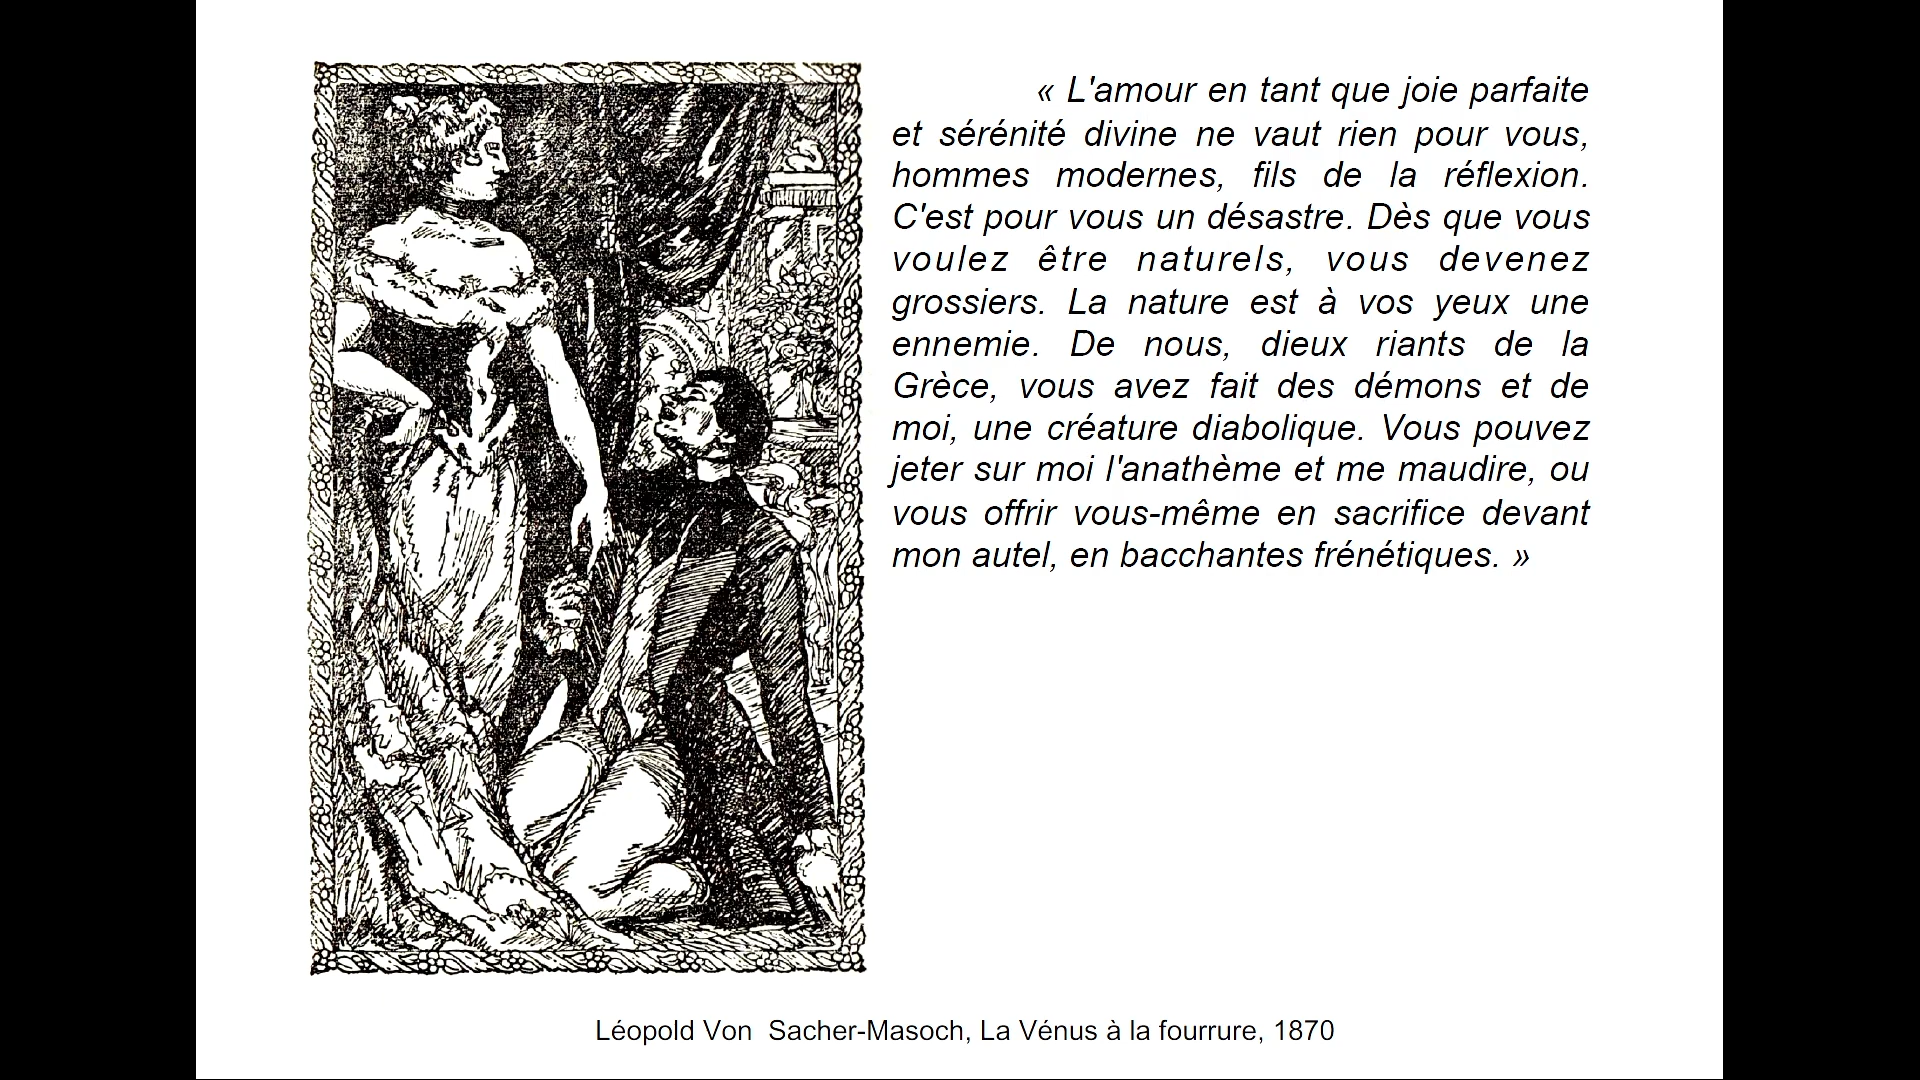 « L'amour en tant que joie parfaite
et sérénité divine ne vaut rien pour vous,
hommes modernes, fils de la réflexion.
C'est pour vous un désastre. Dès que vous
voulez être naturels, vous devenez
grossiers. La nature est à vos yeux une
ennemie. De nous, dieux riants de la
Grèce, vous avez fait des démons et de
moi, une créature diabolique. Vous pouvez
jeter sur moi l'anathème et me maudire, ou
vous offrir vous-même en sacrifice devant
mon autel, en bacchantes frénétiques. »
Léopold Von  Sacher-Masoch, La Vénus à la fourrure, 1870